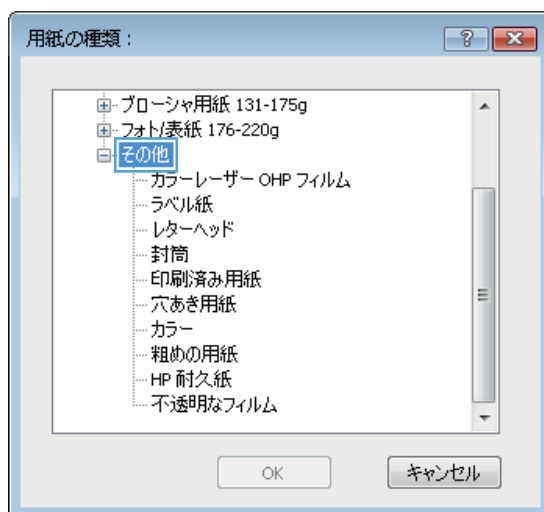 用紙の種類：
ブローシャ用紙 131-175g
フォト/表紙 176-220g
その他
カラーレーザー OHP フィルム
ラベル紙
レターヘッド
封筒
印刷済み用紙
穴あき用紙
カラー
粗めの用紙
HP 耐久紙
不透明なフィルム
OK キャンセル